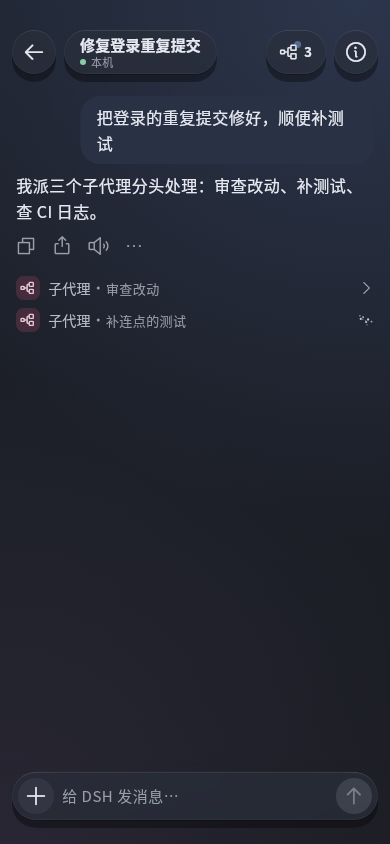 修复登录重复提交
本机
3
把登录的重复提交修好，顺便补测
试
我派三个子代理分头处理：审查改动、补测试、
查 CI 日志。
子代理 · 审查改动
子代理 · 补连点的测试
给 DSH 发消息…